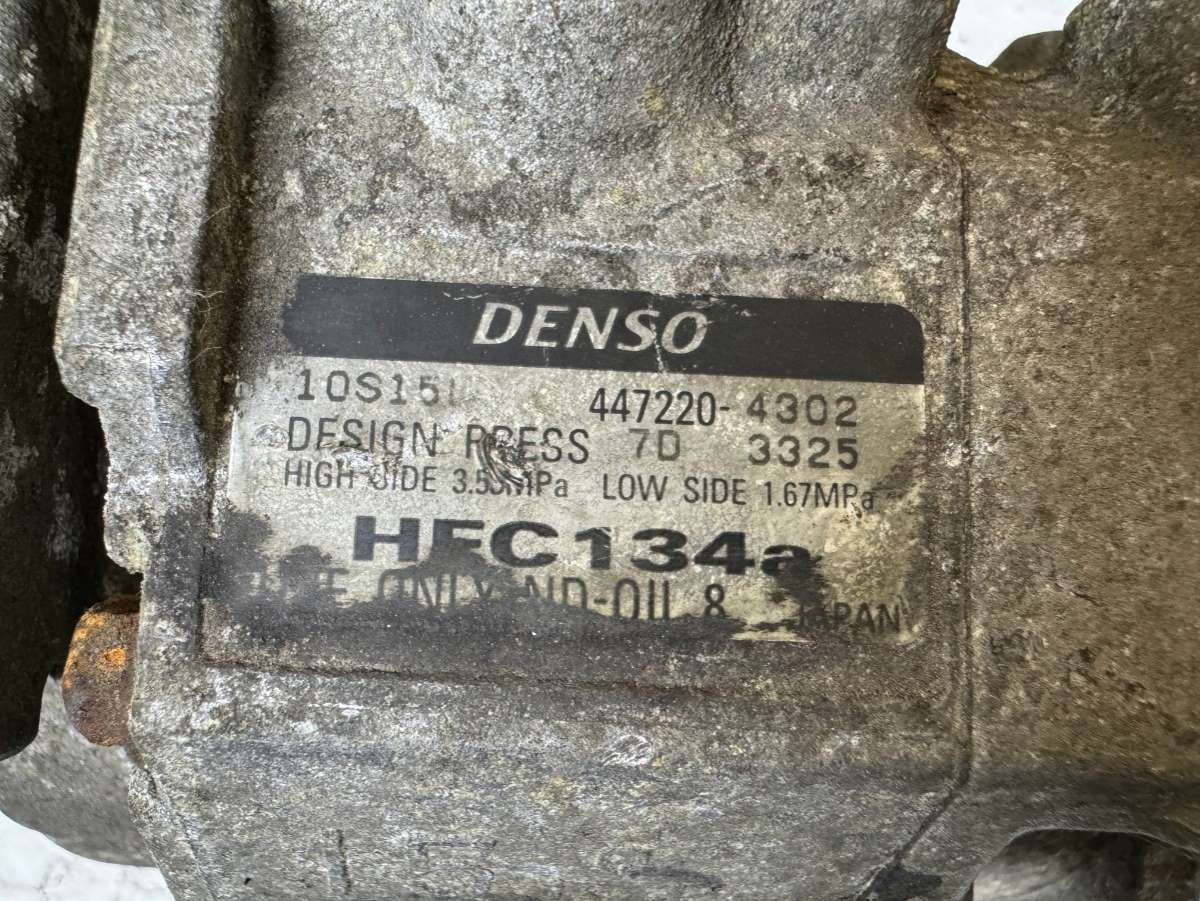 DENSO
10S15L 447220-4302
DESIGN PRESS 7D 3325
HIGH SIDE 3.53MPa LOW SIDE 1.67MPa
HFC134a
ONLY ND-OIL 8 JAPAN